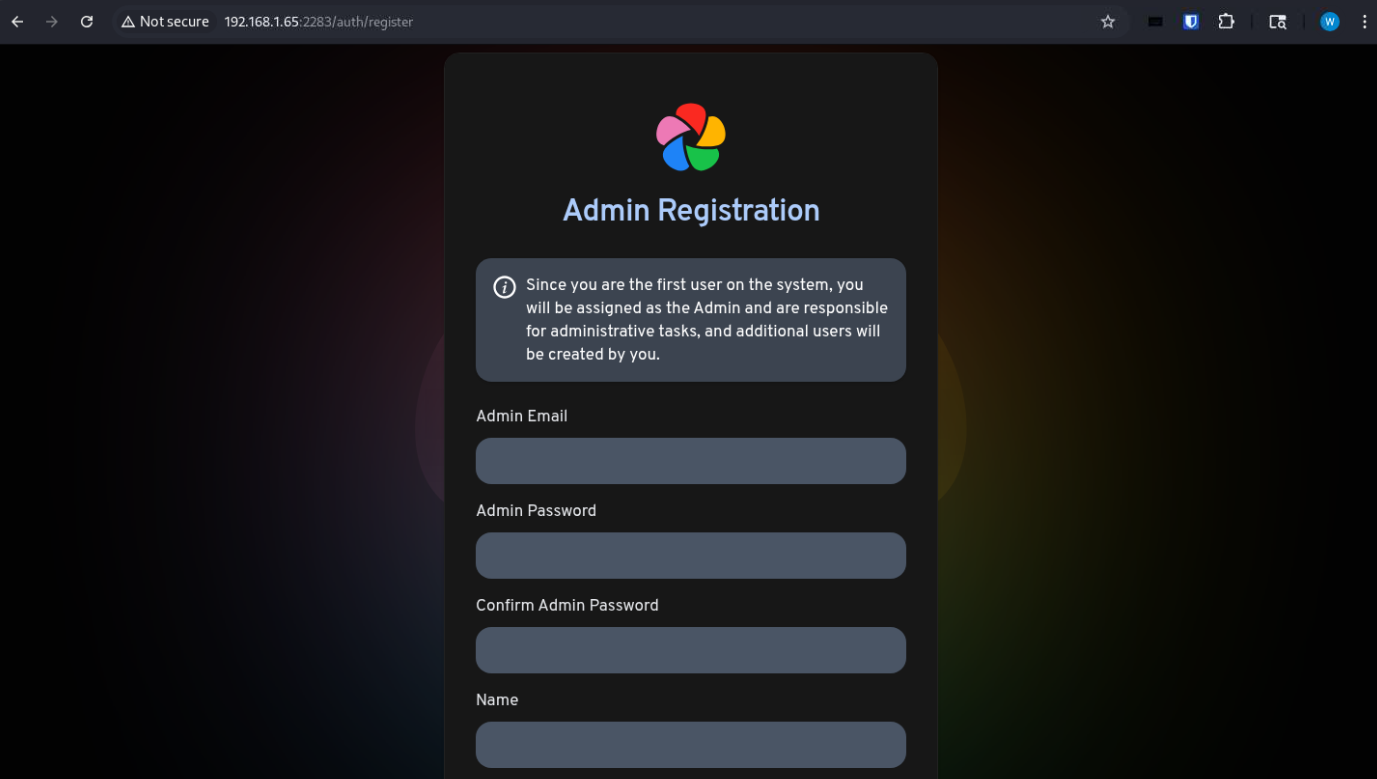 Not secure 192.168.1.65:2283/auth/register
W
Admin Registration
Since you are the first user on the system, you
will be assigned as the Admin and are responsible
for administrative tasks, and additional users will
be created by you.
Admin Email
Admin Password
Confirm Admin Password
Name